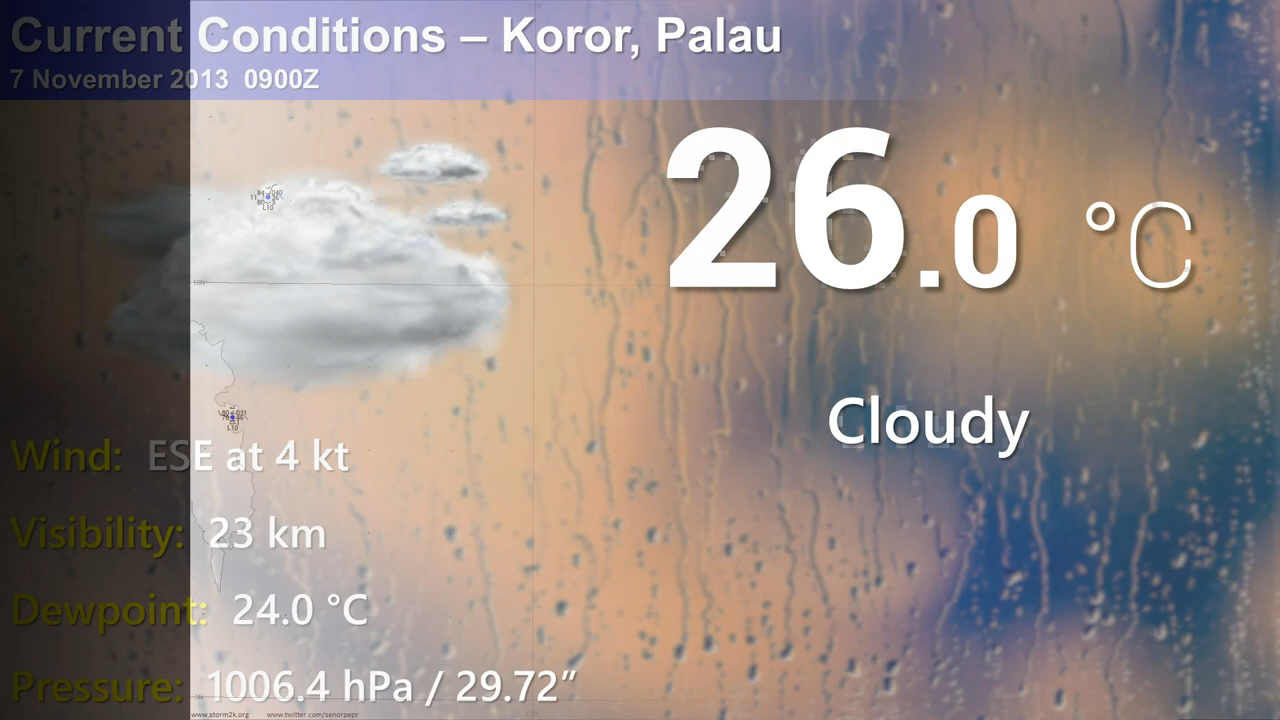 Current Conditions – Koror, Palau
7 November 2013 0900Z
26.0 °C
Cloudy
Wind: ESE at 4 kt
Visibility: 23 km
Dewpoint: 24.0 °C
Pressure: 1006.4 hPa / 29.72”
www.storm2k.org www.twitter.com/senorpepr